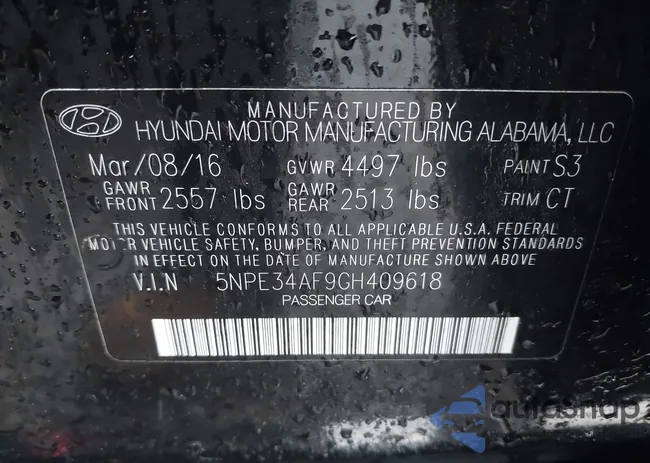 MANUFACTURED BY
HYUNDAI MOTOR MANUFACTURING ALABAMA, LLC
Mar/08/16 GVWR 4497 lbs PAINT S3
GAWR FRONT 2557 lbs GAWR REAR 2513 lbs TRIM CT
THIS VEHICLE CONFORMS TO ALL APPLICABLE U.S.A. FEDERAL
MOTOR VEHICLE SAFETY, BUMPER, AND THEFT PREVENTION STANDARDS
IN EFFECT ON THE DATE OF MANUFACTURE SHOWN ABOVE
V.I.N 5NPE34AF9GH409618
PASSENGER CAR
autosnap